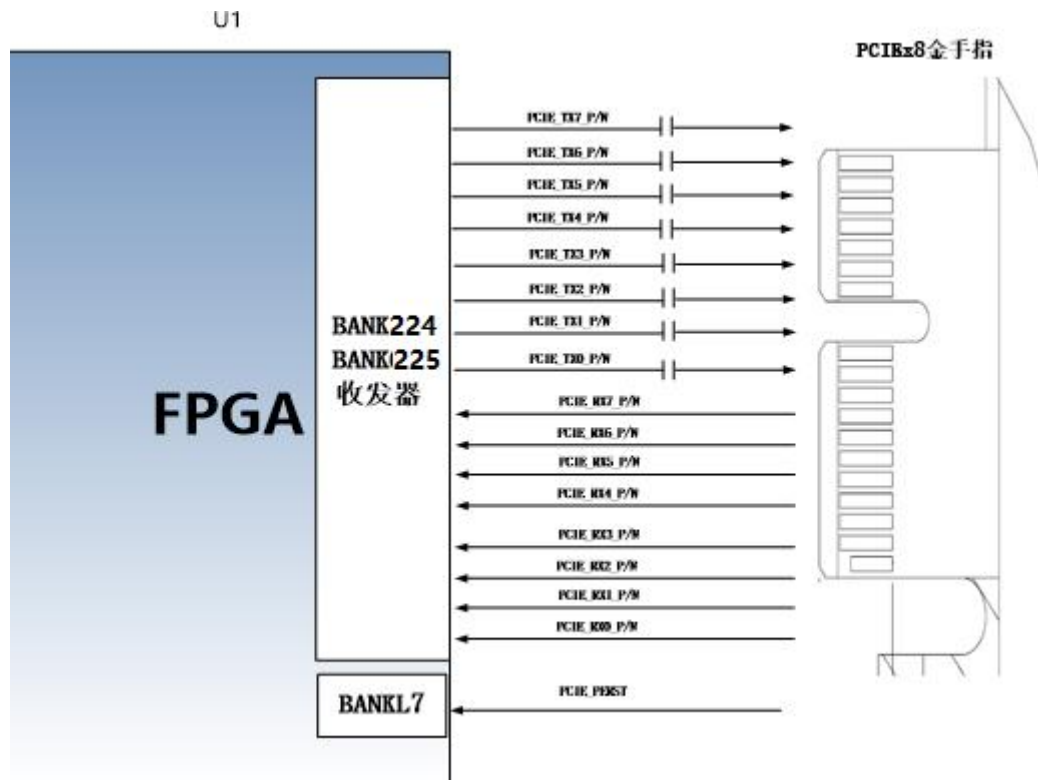 U1
PCIEx8金手指
PCIE_TX7_P/N
PCIE_TX6_P/N
PCIE_TX5_P/N
PCIE_TX4_P/N
PCIE_TX3_P/N
PCIE_TX2_P/N
PCIE_TX1_P/N
PCIE_TX0_P/N
BANK224
BANK225
收发器
FPGA
PCIE_RX7_P/N
PCIE_RX6_P/N
PCIE_RX5_P/N
PCIE_RX4_P/N
PCIE_RX3_P/N
PCIE_RX2_P/N
PCIE_RX1_P/N
PCIE_RX0_P/N
BANKL7
PCIE_PERST